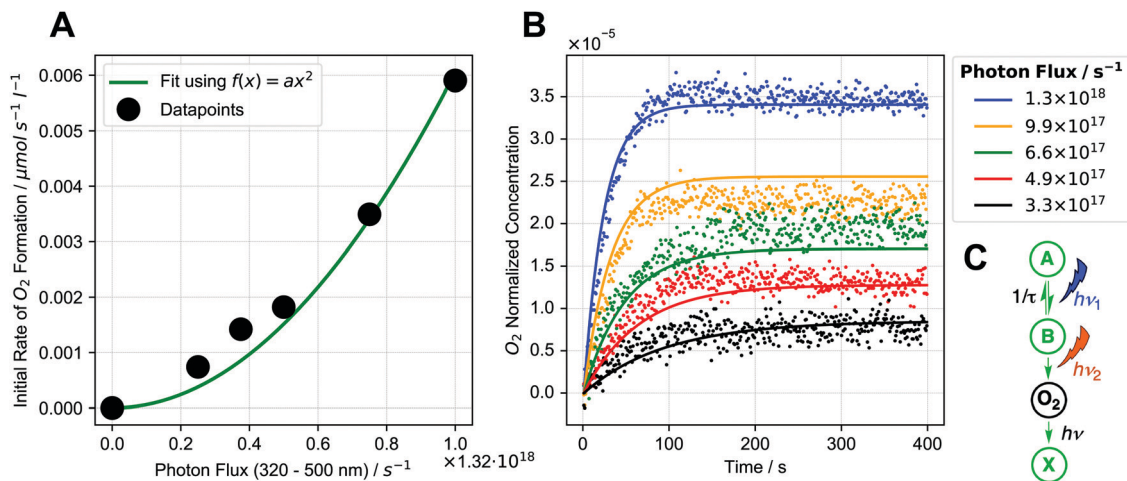 A
Initial Rate of O₂ Formation / μmol s⁻¹ l⁻¹
0.006
0.005
0.004
0.003
0.002
0.001
0.000
Fit using f(x) = ax²
Datapoints
0.0
0.2
0.4
0.6
0.8
1.0
Photon Flux (320 - 500 nm) / s⁻¹
×1.32·10¹⁸
B
×10⁻⁵
O₂ Normalized Concentration
3.5
3.0
2.5
2.0
1.5
1.0
0.5
0.0
0
100
200
300
400
Time / s
Photon Flux / s⁻¹
1.3×10¹⁸
9.9×10¹⁷
6.6×10¹⁷
4.9×10¹⁷
3.3×10¹⁷
C
A
1/τ
hν₁
B
hν₂
O₂
hν
X